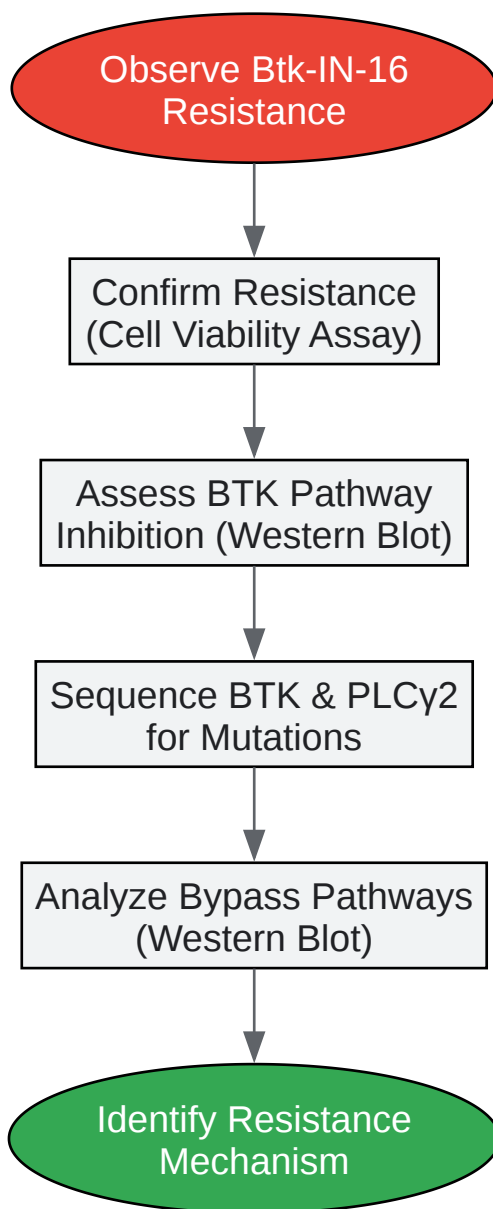 Observe Btk-IN-16
Resistance
Confirm Resistance
(Cell Viability Assay)
Assess BTK Pathway
Inhibition (Western Blot)
Sequence BTK & PLCγ2
for Mutations
Analyze Bypass Pathways
(Western Blot)
Identify Resistance
Mechanism